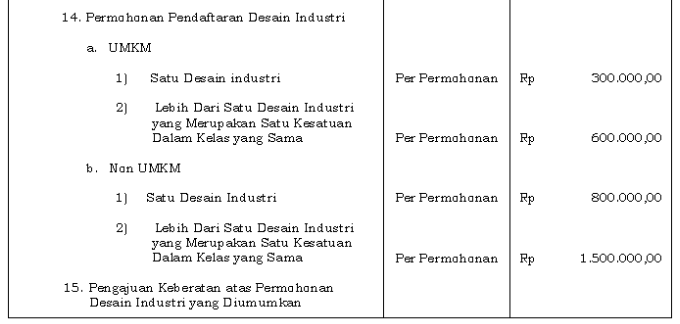 14. Permohonan Pendaftaran Desain Industri
a. UMKM
1) Satu Desain industri Per Permohonan Rp 300.000,00
2) Lebih Dari Satu Desain Industri
yang Merupakan Satu Kesatuan
Dalam Kelas yang Sama Per Permohonan Rp 600.000,00
b. Non UMKM
1) Satu Desain Industri Per Permohonan Rp 800.000,00
2) Lebih Dari Satu Desain Industri
yang Merupakan Satu Kesatuan
Dalam Kelas yang Sama Per Permohonan Rp 1.500.000,00
15. Pengajuan Keberatan atas Permohonan
Desain Industri yang Diumumkan